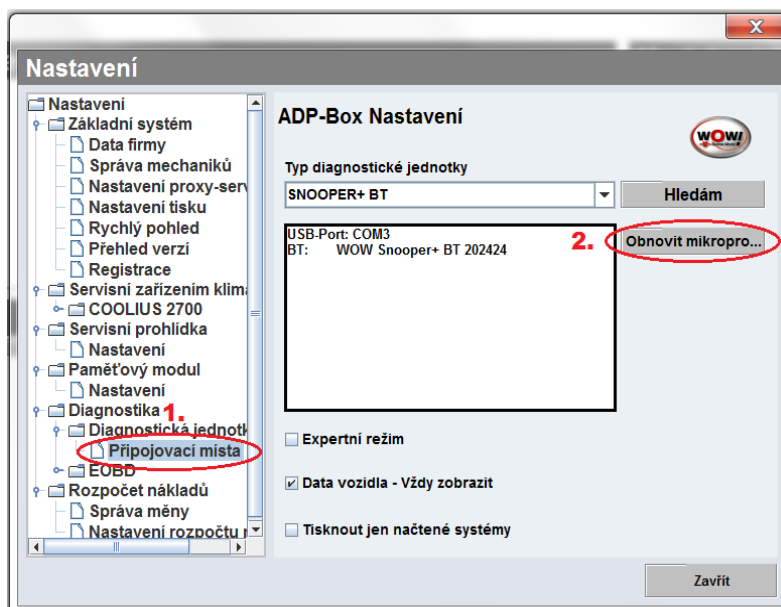 Nastavení
Nastavení
Základní systém
Data firmy
Správa mechaniků
Nastavení proxy-serv
Nastavení tisku
Rychlý pohled
Přehled verzí
Registrace
Servisní zařízením klima
COOLIUS 2700
Servisní prohlídka
Nastavení
Paměťový modul
Nastavení
Diagnostika 1.
Diagnostická jednotk
Připojovací místa
EOBD
Rozpočet nákladů
Správa měny
Nastavení rozpočtu
ADP-Box Nastavení
WOW!
Typ diagnostické jednotky
SNOOPER+ BT
Hledám
USB-Port: COM3
BT: WOW Snooper+ BT 202424
2.
Obnovit mikropro...
Expertní režim
Data vozidla - Vždy zobrazit
Tisknout jen načtené systémy
Zavřít